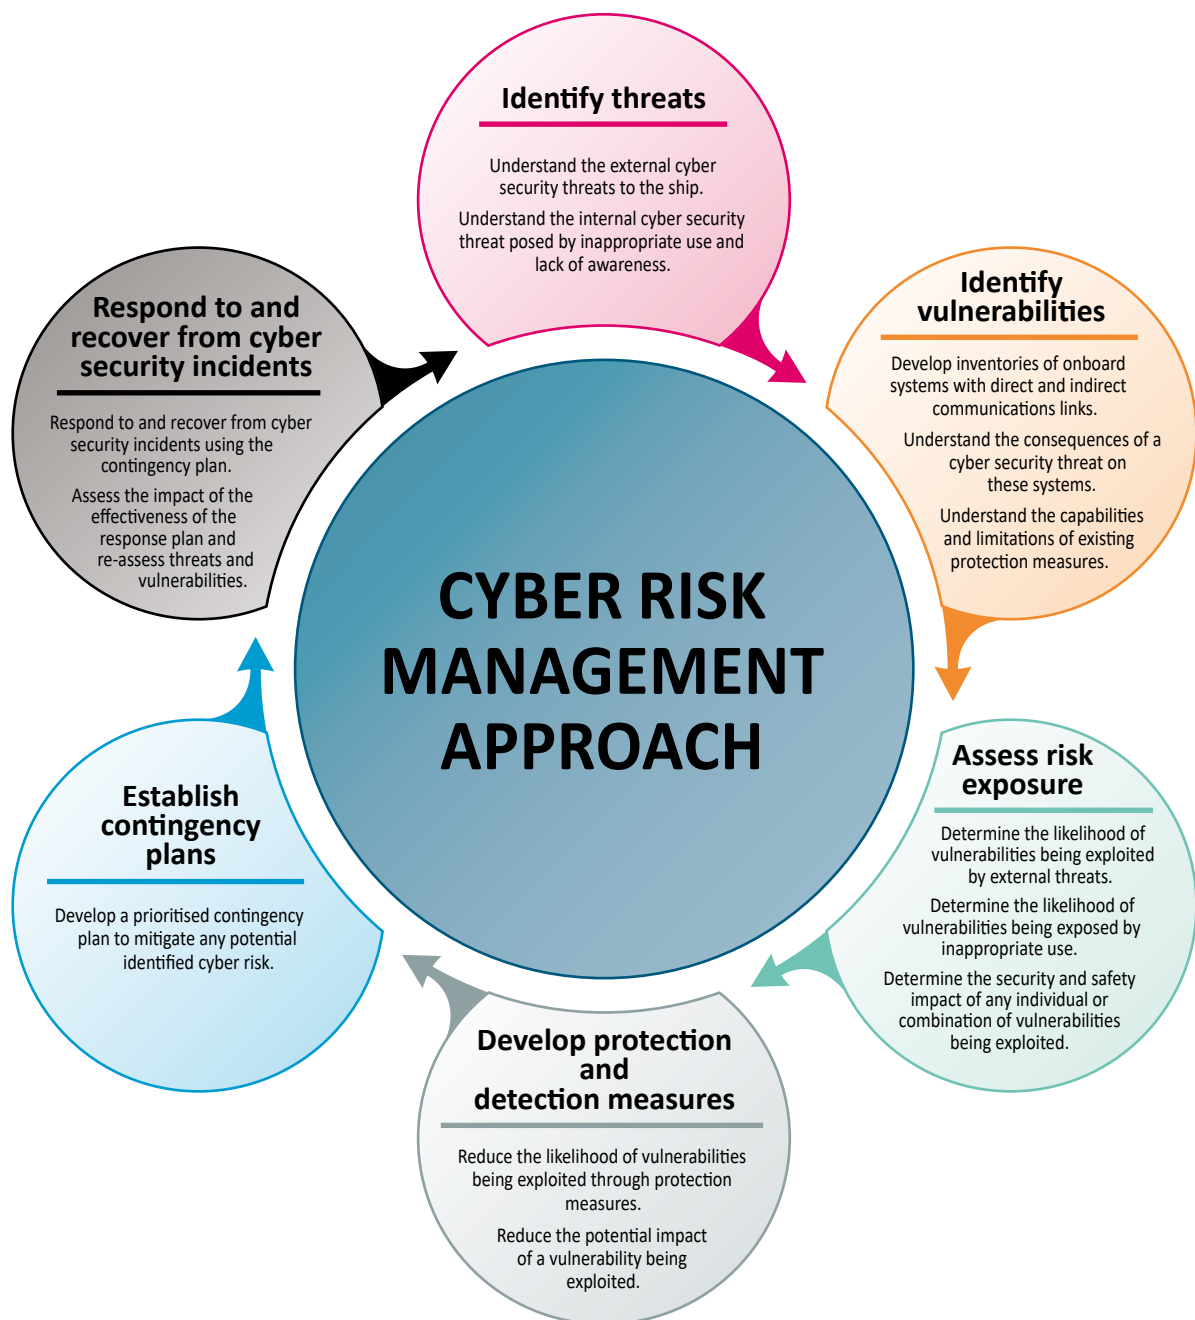 Identify threats
Understand the external cyber
security threats to the ship.
Understand the internal cyber security
threat posed by inappropriate use and
lack of awareness.
Identify
vulnerabilities
Develop inventories of onboard
systems with direct and indirect
communications links.
Understand the consequences of a
cyber security threat on
these systems.
Understand the capabilities
and limitations of existing
protection measures.
Assess risk
exposure
Determine the likelihood of
vulnerabilities being exploited
by external threats.
Determine the likelihood of
vulnerabilities being exposed by
inappropriate use.
Determine the security and safety
impact of any individual or
combination of vulnerabilities
being exploited.
Develop protection
and
detection measures
Reduce the likelihood of vulnerabilities
being exploited through protection
measures.
Reduce the potential impact
of a vulnerability being
exploited.
Establish
contingency
plans
Develop a prioritised contingency
plan to mitigate any potential
identified cyber risk.
Respond to and
recover from cyber
security incidents
Respond to and recover from cyber
security incidents using the
contingency plan.
Assess the impact of the
effectiveness of the
response plan and
re-assess threats and
vulnerabilities.
CYBER RISK
MANAGEMENT
APPROACH